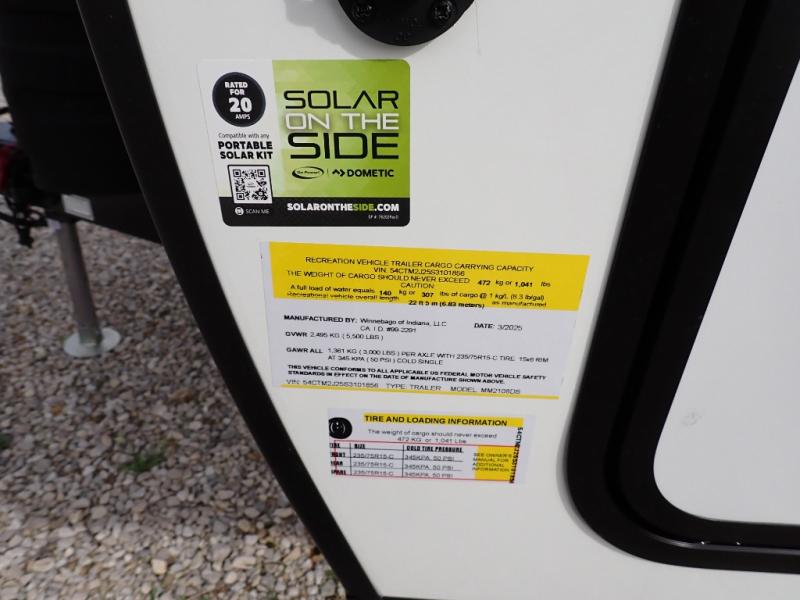 RATED
FOR
20
AMPS
Compatible with any
PORTABLE
SOLAR KIT
SCAN ME
SOLAR
ON THE
SIDE
Go Power!
DOMETIC
SOLARONTHESIDE.COM
RECREATION VEHICLE TRAILER CARGO CARRYING CAPACITY
VIN: 54CTM2J25S3101856
THE WEIGHT OF CARGO SHOULD NEVER EXCEED 472 kg or 1,041 lbs
CAUTION:
A full load of water equals 140 kg or 307 lbs of cargo @ 1 kg/L (8.3 lb/gal)
Recreational vehicle overall length 22 ft 5 in (6.83 meters) as manufactured
MANUFACTURED BY: Winnebago of Indiana, LLC DATE: 3/2025
CA. I.D. #99-2291
GVWR 2,495 KG ( 5,500 LBS )
GAWR ALL 1,361 KG ( 3,000 LBS ) PER AXLE WITH 235/75R15-C TIRE 15x6 RIM
AT 345 KPA ( 50 PSI ) COLD SINGLE
THIS VEHICLE CONFORMS TO ALL APPLICABLE US FEDERAL MOTOR VEHICLE SAFETY
STANDARDS IN EFFECT ON THE DATE OF MANUFACTURE SHOWN ABOVE.
VIN: 54CTM2J25S3101856 TYPE: TRAILER MODEL: MM2108DS
TIRE AND LOADING INFORMATION
The weight of cargo should never exceed
472 KG or 1,041 Lbs
SIZE COLD TIRE PRESSURE
235/75R15-C 345KPA, 50 PSI
235/75R15-C 345KPA, 50 PSI
235/75R15-C 345KPA, 50 PSI
SEE OWNER'S
MANUAL FOR
ADDITIONAL
INFORMATION